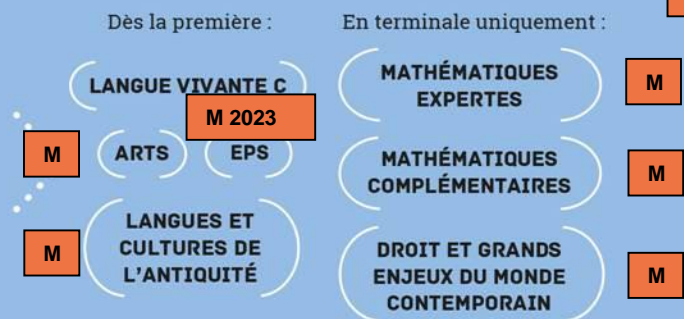 Dès la première :
LANGUE VIVANTE C
M 2023
M
ARTS
EPS
M
LANGUES ET
CULTURES DE
L'ANTIQUITÉ
En terminale uniquement :
MATHÉMATIQUES
EXPERTES
M
MATHÉMATIQUES
COMPLÉMENTAIRES
M
DROIT ET GRANDS
ENJEUX DU MONDE
CONTEMPORAIN
M